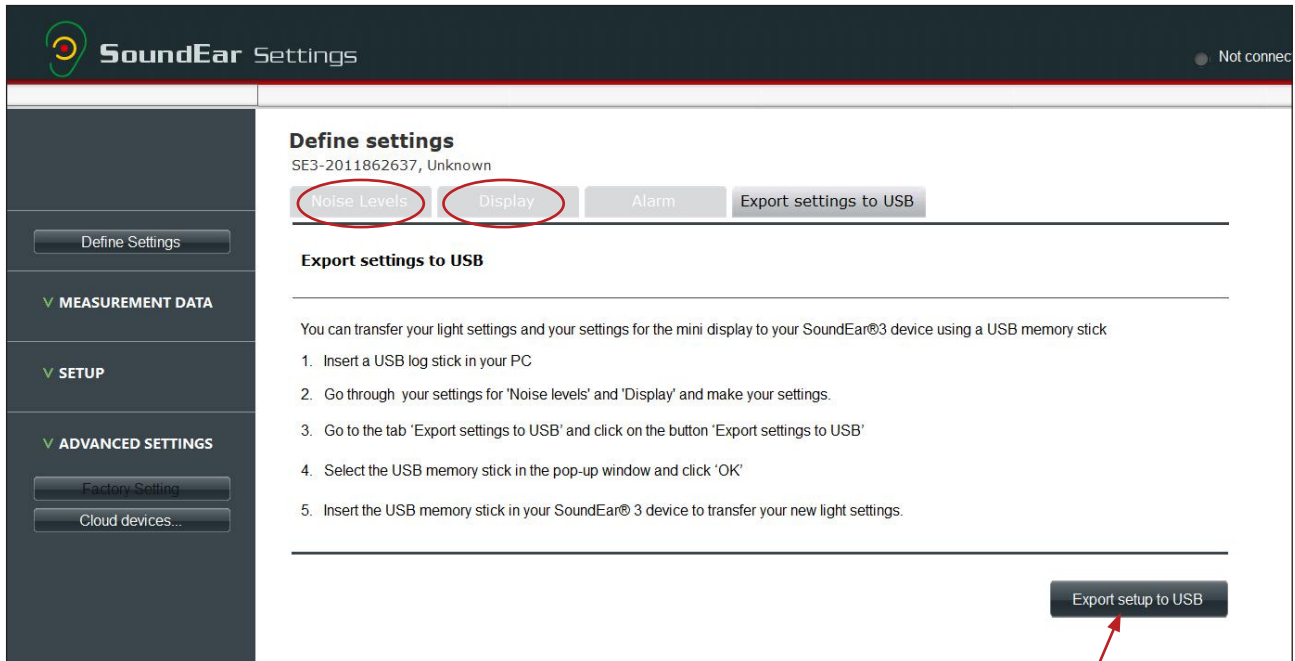 SoundEar Settings
Not connec
Define settings
SE3-2011862637, Unknown
Noise Levels
Display
Alarm
Export settings to USB
Define Settings
Export settings to USB
V MEASUREMENT DATA
You can transfer your light settings and your settings for the mini display to your SoundEar®3 device using a USB memory stick
1. Insert a USB log stick in your PC
V SETUP
2. Go through your settings for 'Noise levels' and 'Display' and make your settings.
3. Go to the tab 'Export settings to USB' and click on the button 'Export settings to USB'
V ADVANCED SETTINGS
4. Select the USB memory stick in the pop-up window and click 'OK'
Factory Setting
5. Insert the USB memory stick in your SoundEar® 3 device to transfer your new light settings.
Cloud devices...
Export setup to USB